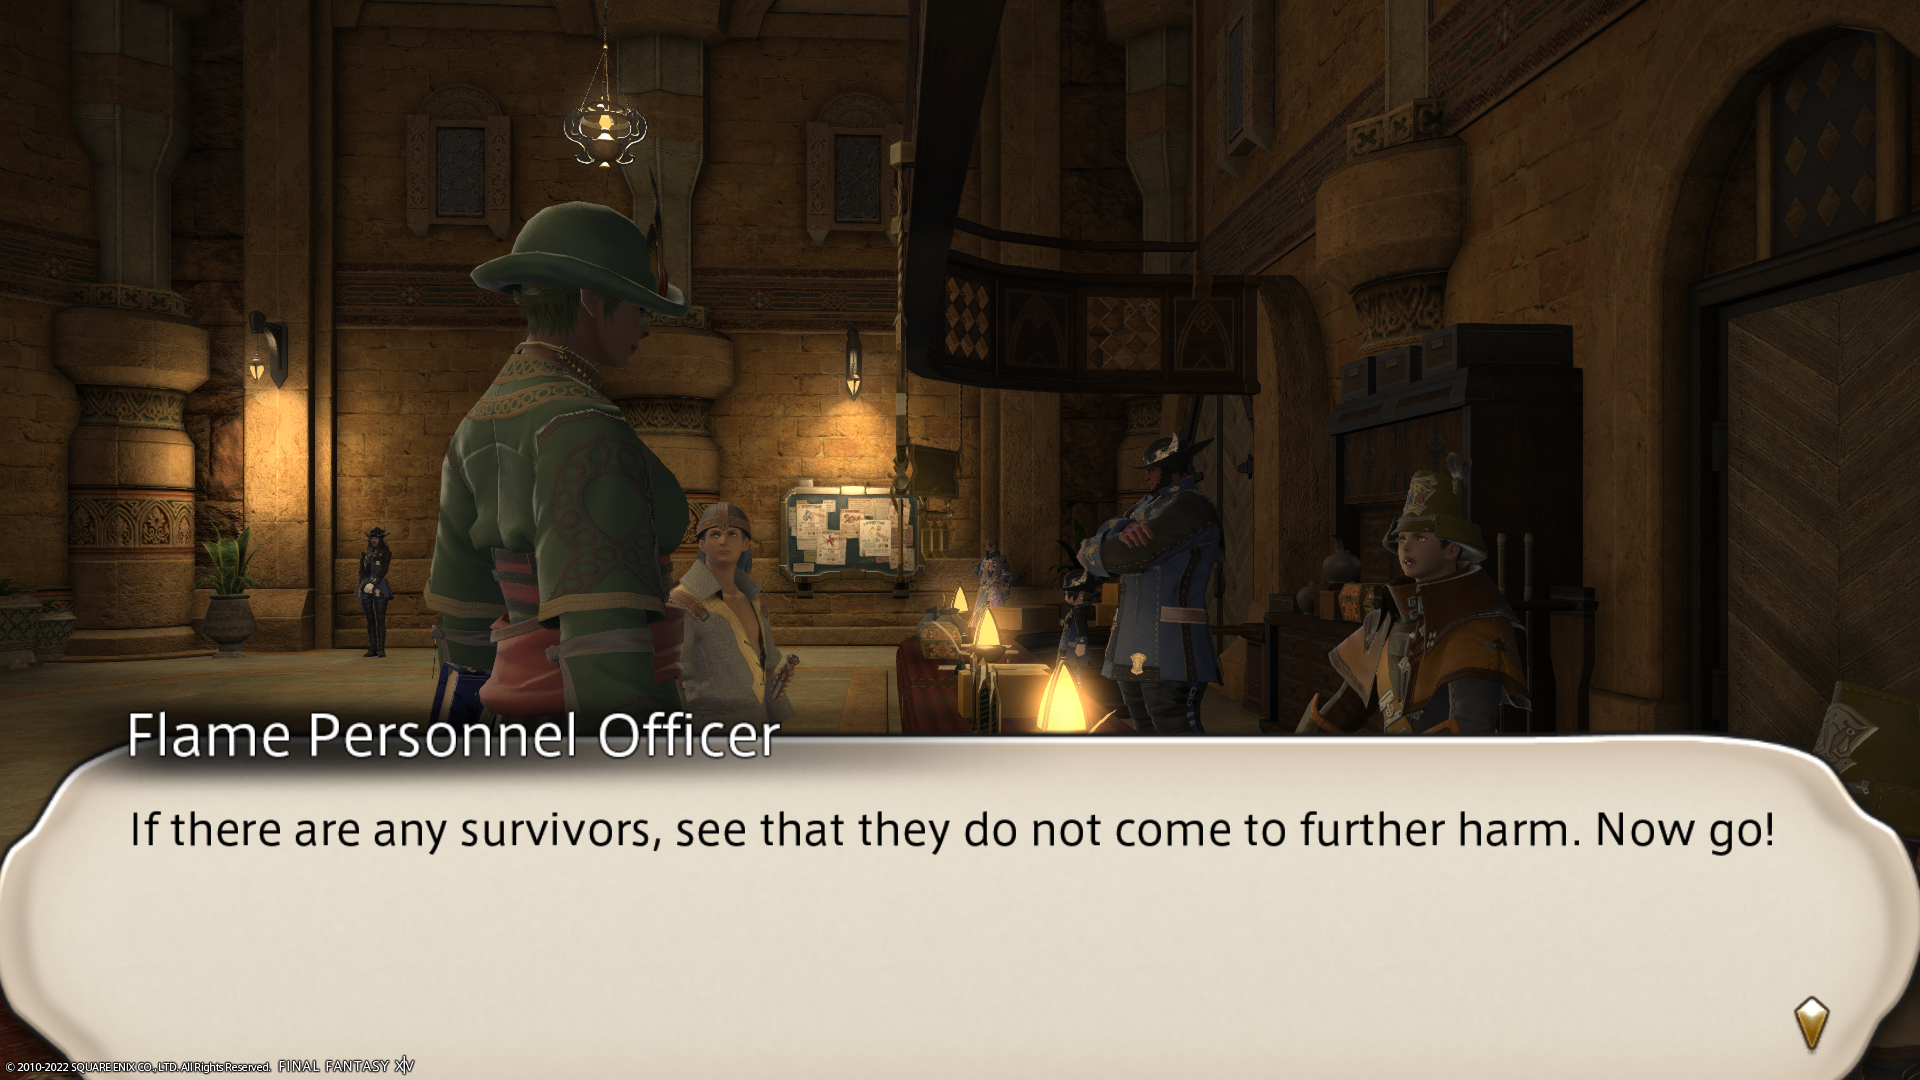 Flame Personnel Officer
If there are any survivors, see that they do not come to further harm. Now go!
© 2010-2022 SQUARE ENIX CO., LTD. All Rights Reserved. FINAL FANTASY XIV